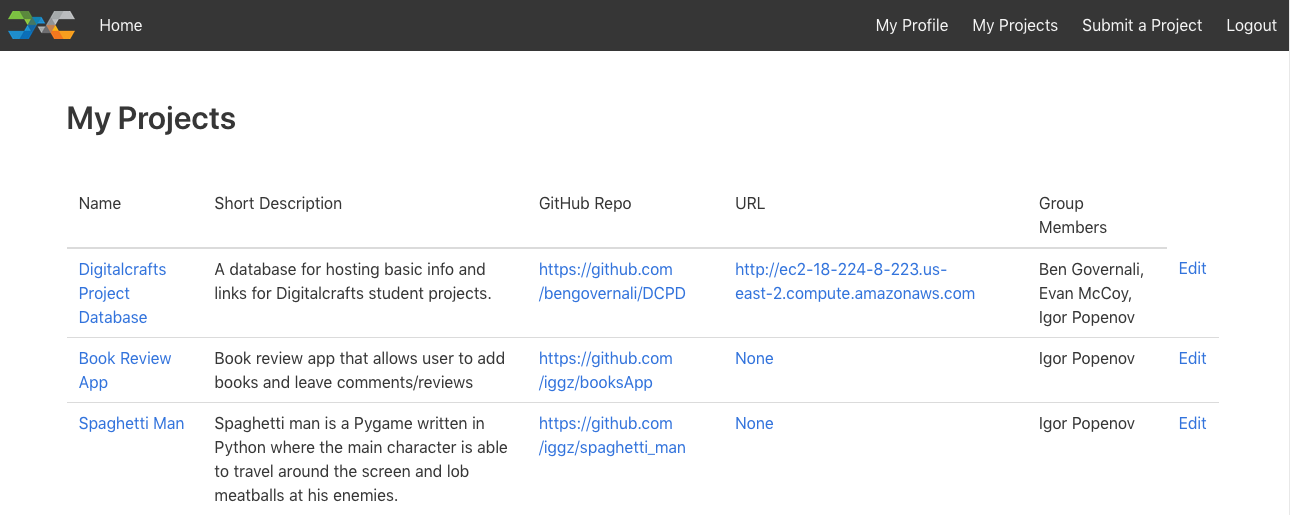 Home
My Profile
My Projects
Submit a Project
Logout
My Projects
Name
Short Description
GitHub Repo
URL
Group
Members
Digitalcrafts
Project
Database
A database for hosting basic info and
links for Digitalcrafts student projects.
https://github.com
/bengovernali/DCPD
http://ec2-18-224-8-223.us-
east-2.compute.amazonaws.com
Ben Governali,
Evan McCoy,
Igor Popenov
Edit
Book Review
App
Book review app that allows user to add
books and leave comments/reviews
https://github.com
/iggz/booksApp
None
Igor Popenov
Edit
Spaghetti Man
Spaghetti man is a Pygame written in
Python where the main character is able
to travel around the screen and lob
meatballs at his enemies.
https://github.com
/iggz/spaghetti_man
None
Igor Popenov
Edit